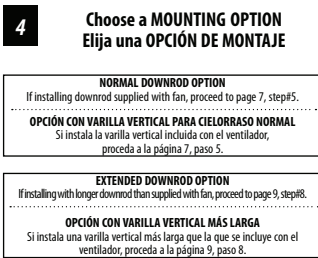 4
Choose a MOUNTING OPTION
Elija una OPCIÓN DE MONTAJE
NORMAL DOWNROD OPTION
If installing downrod supplied with fan, proceed to page 7, step#5.
OPCIÓN CON VARILLA VERTICAL PARA CIELORRASO NORMAL
Si instala la varilla vertical incluida con el ventilador,
proceda a la página 7, paso 5.
EXTENDED DOWNROD OPTION
If installing with longer downrod than supplied with fan, proceed to page 9, step#8.
OPCIÓN CON VARILLA VERTICAL MÁS LARGA
Si instala una varilla vertical más larga que la que se incluye con el
ventilador, proceda a la página 9, paso 8.